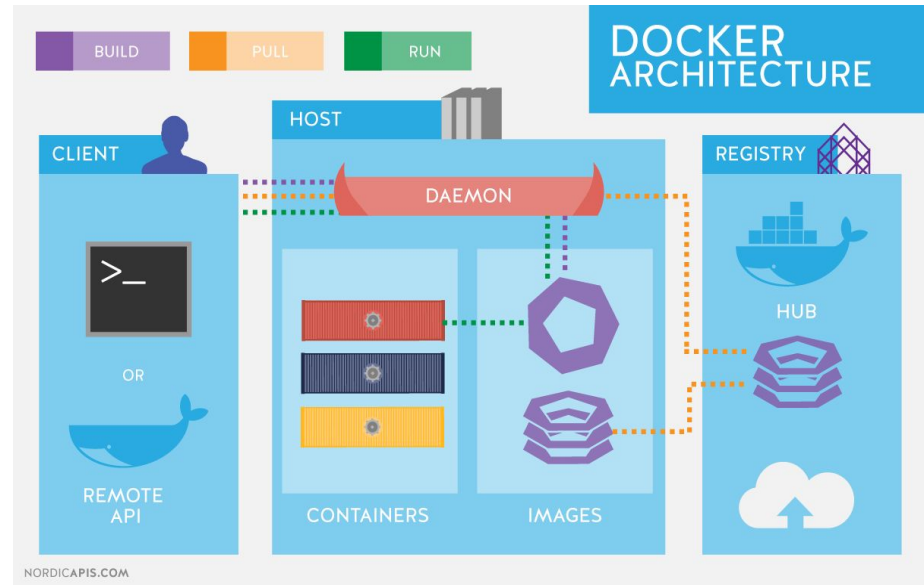 BUILD
PULL
RUN
DOCKER
ARCHITECTURE
CLIENT
>_
OR
REMOTE
API
HOST
DAEMON
CONTAINERS
IMAGES
REGISTRY
HUB
NORDICAPIS.COM